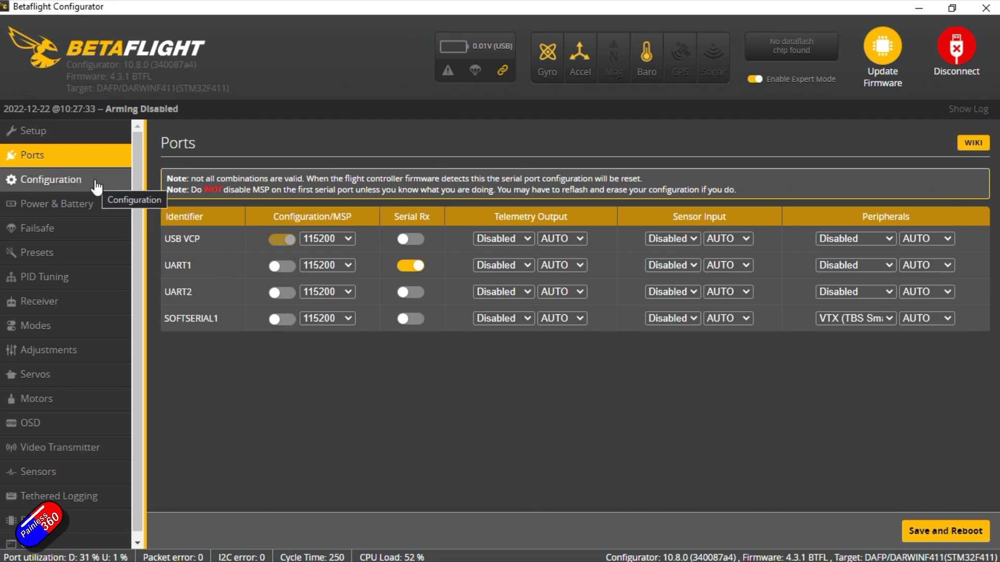 Betaflight Configurator
BETAFLIGHT
Configurator: 10.8.0 (340087a4)
Firmware: 4.3.1 BTFL
Target: DAFP/DARWINF411(STM32F411)
0.01V (USB)
Gyro Accel Mag Baro GPS Sonar
No dataflash
chip found
Enable Expert Mode
Update
Firmware
Disconnect
2022-12-22 @10:27:33 -- Arming Disabled
Show Log
Setup
Ports
Configuration
Power & Battery
Failsafe
Presets
PID Tuning
Receiver
Modes
Adjustments
Servos
Motors
OSD
Video Transmitter
Sensors
Tethered Logging
Painless
360
Configuration
Ports
WIKI
Note: not all combinations are valid. When the flight controller firmware detects this the serial port configuration will be reset.
Note: Do NOT disable MSP on the first serial port unless you know what you are doing. You may have to reflash and erase your configuration if you do.
Identifier Configuration/MSP Serial Rx Telemetry Output Sensor Input Peripherals
USB VCP 115200 Disabled AUTO Disabled AUTO Disabled AUTO
UART1 115200 Disabled AUTO Disabled AUTO Disabled AUTO
UART2 115200 Disabled AUTO Disabled AUTO Disabled AUTO
SOFTSERIAL1 115200 Disabled AUTO Disabled AUTO VTX (TBS Sma AUTO
Save and Reboot
Port utilization: D: 31 % U: 1 % Packet error: 0 I2C error: 0 Cycle Time: 250 CPU Load: 52 % Configurator: 10.8.0 (340087a4) , Firmware: 4.3.1 BTFL , Target: DAFP/DARWINF411(STM32F411)